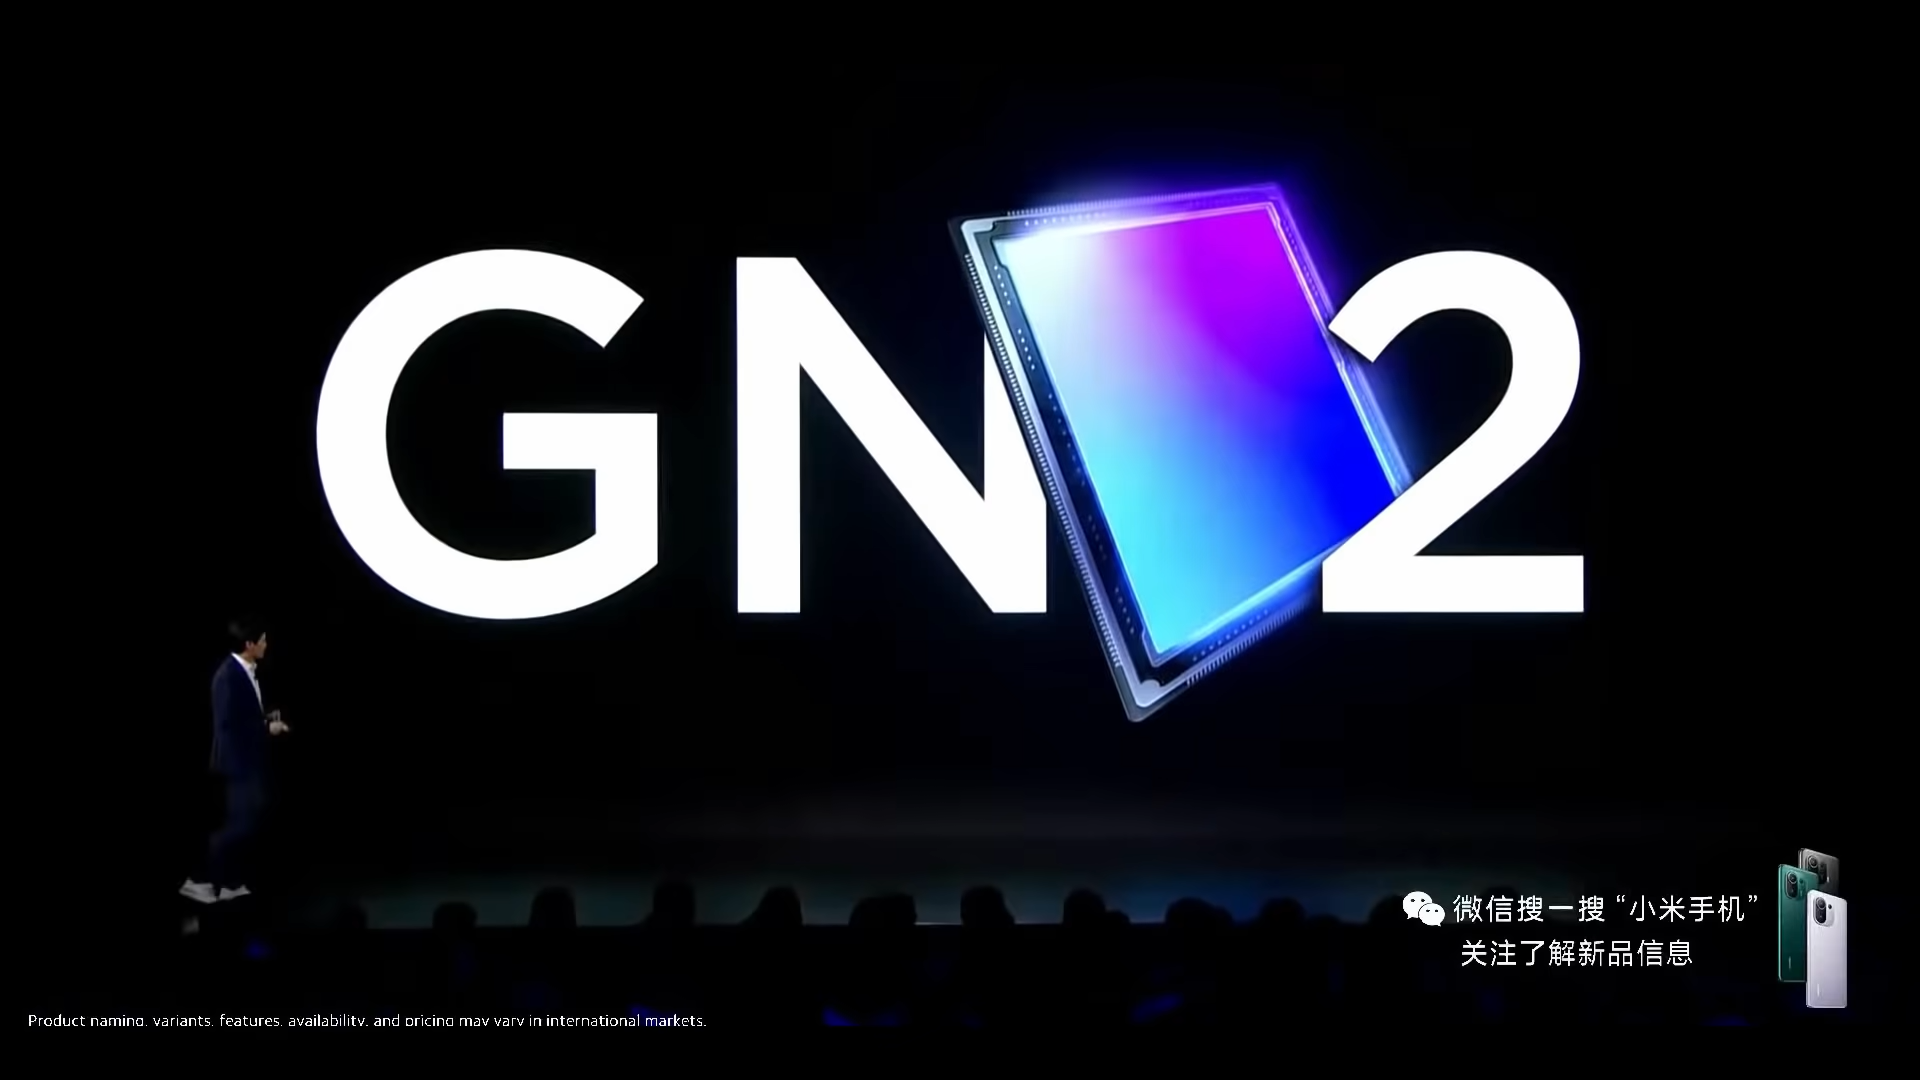 GN2
微信搜一搜 “小米手机”
关注了解新品信息
Product naming, variants, features, availability, and pricing may vary in international markets.